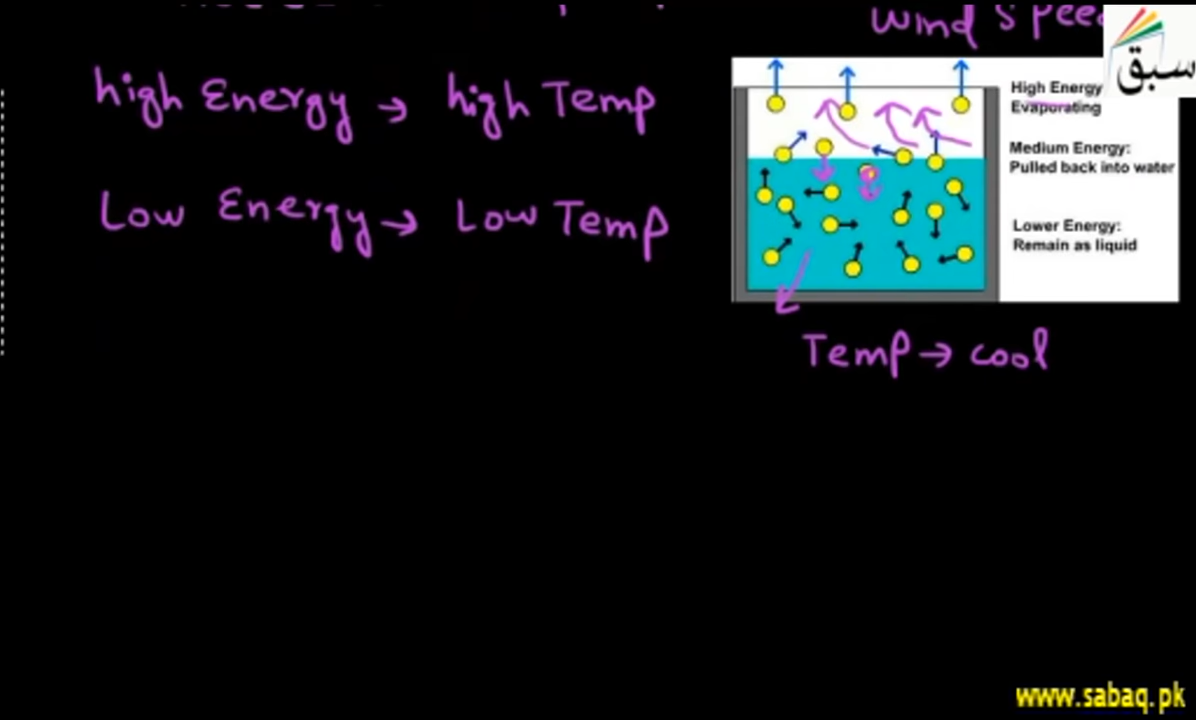 wind Speed
high Energy → high Temp
Low Energy → Low Temp
سبق
High Energy
Evaporating
Medium Energy:
Pulled back into water
Lower Energy:
Remain as liquid
Temp → cool
www.sabaq.pk